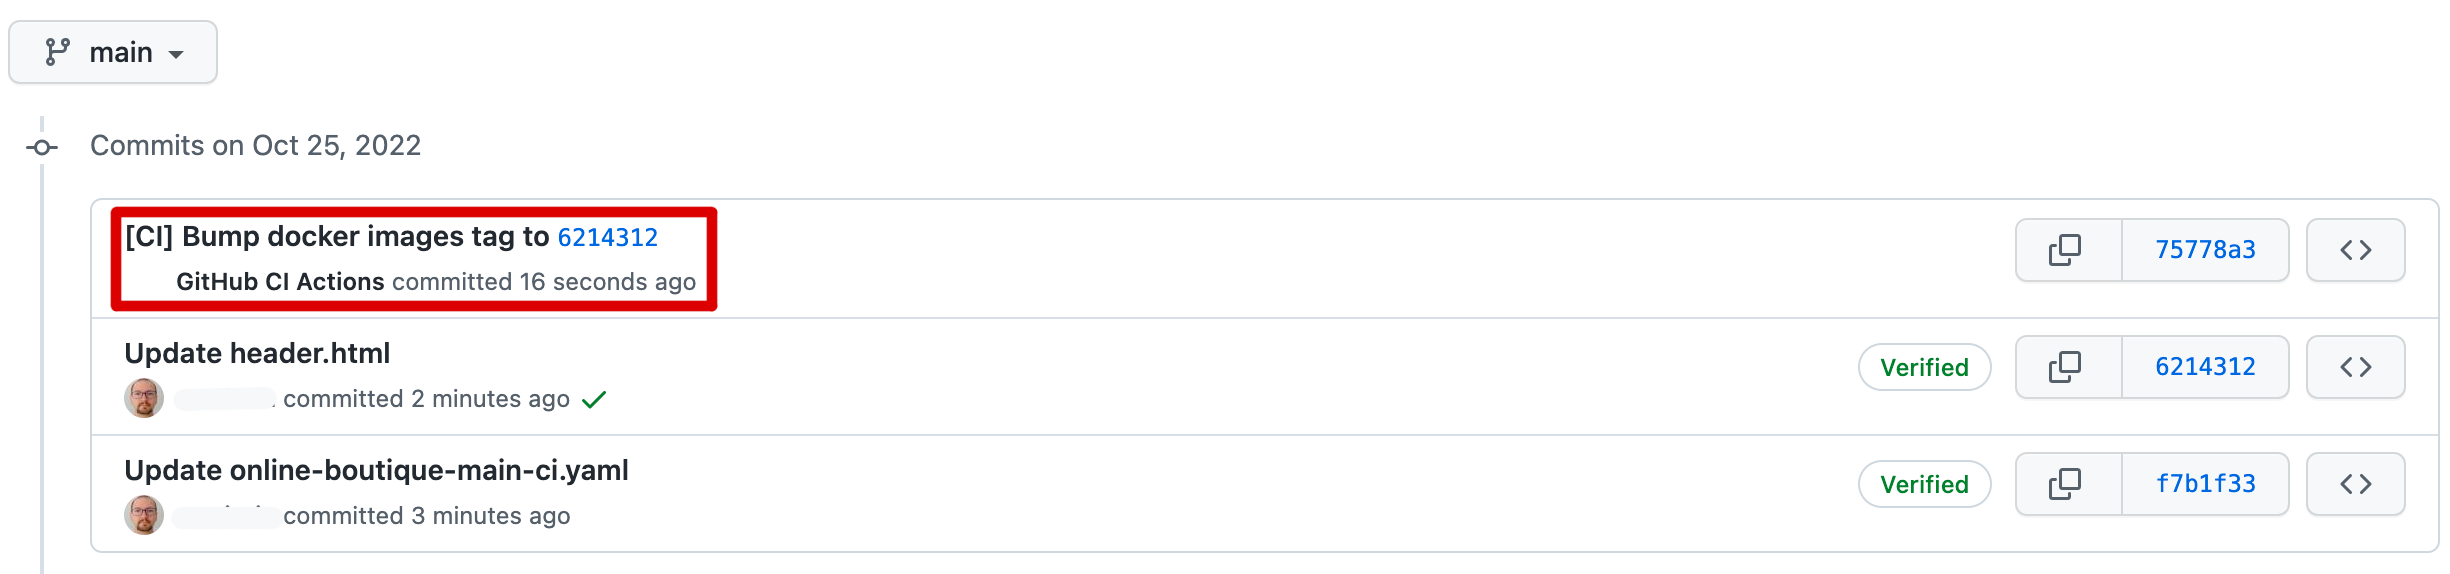 main
Commits on Oct 25, 2022
[CI] Bump docker images tag to 6214312
GitHub CI Actions committed 16 seconds ago
75778a3
Update header.html
committed 2 minutes ago
Verified
6214312
Update online-boutique-main-ci.yaml
committed 3 minutes ago
Verified
f7b1f33